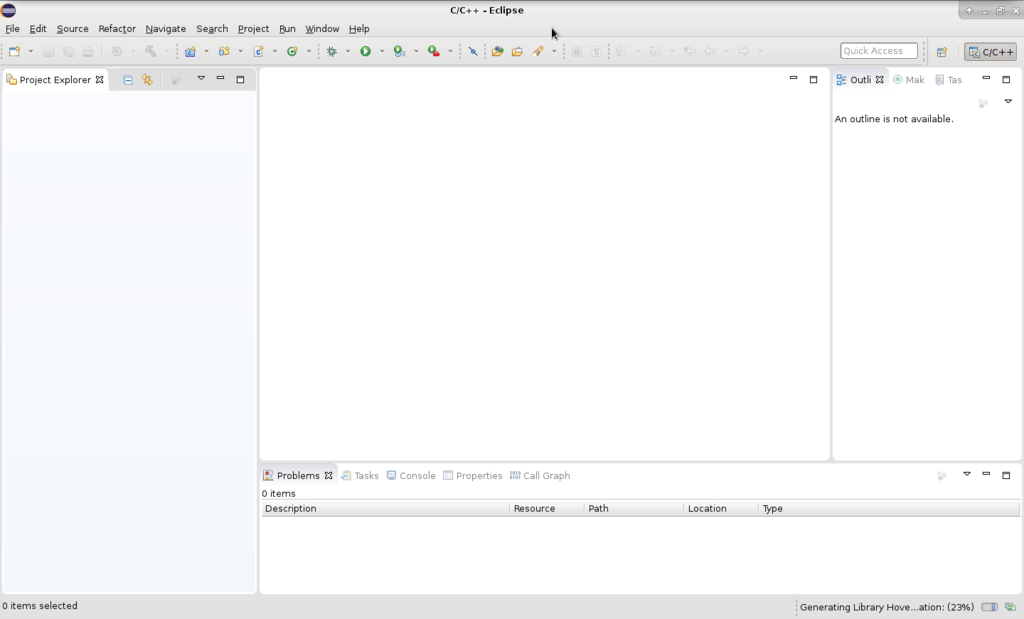 C/C++ - Eclipse
File Edit Source Refactor Navigate Search Project Run Window Help
Quick Access C/C++
Project Explorer
Outli Mak Tas
An outline is not available.
Problems Tasks Console Properties Call Graph
0 items
Description Resource Path Location Type
0 items selected
Generating Library Hove...ation: (23%)